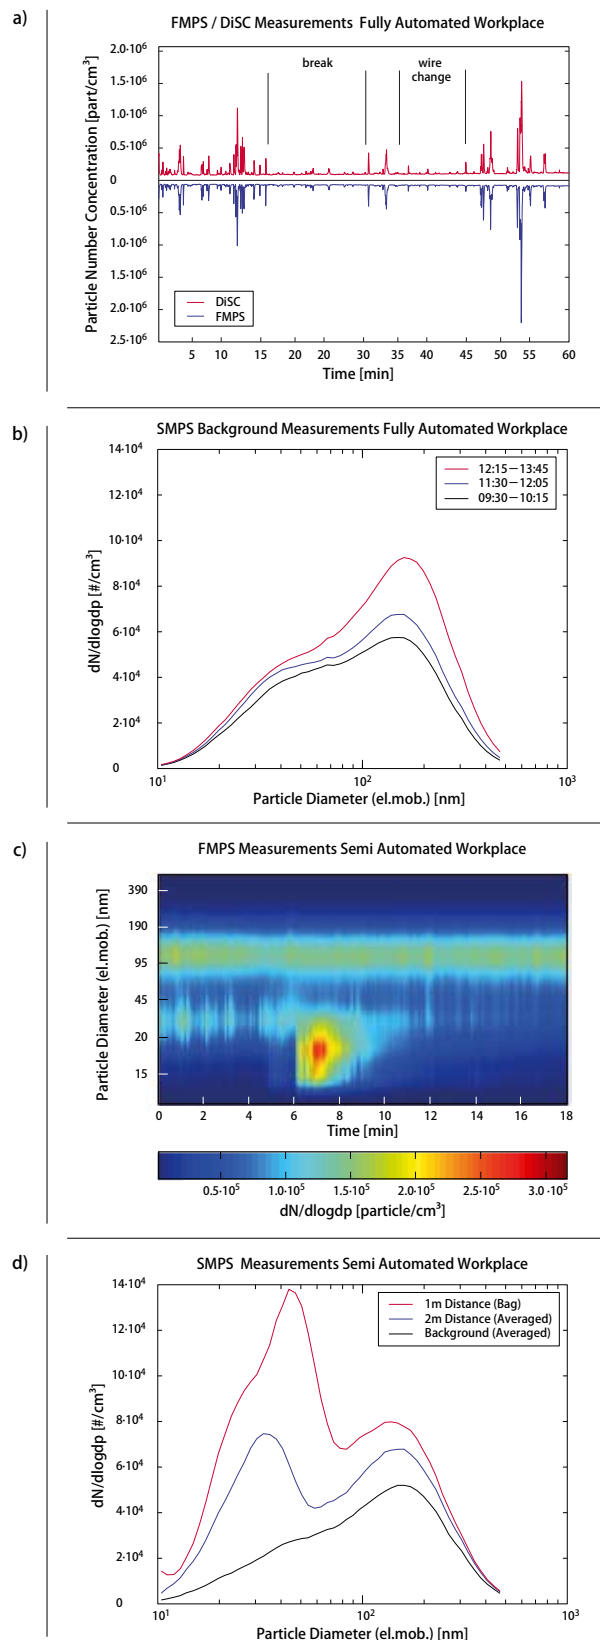 a)
FMPS / DiSC Measurements Fully Automated Workplace
Particle Number Concentration [part/cm³]
2.0·10⁶
1.5·10⁶
1.0·10⁶
0.5·10⁶
0
0.5·10⁶
1.0·10⁶
1.5·10⁶
2.0·10⁶
2.5·10⁶
break
wire
change
DiSC
FMPS
5 10 15 20 20 30 35 40 45 50 55 60
Time [min]
b)
SMPS Background Measurements Fully Automated Workplace
dN/dlogdp [#/cm³]
14·10⁴
12·10⁴
10·10⁴
8·10⁴
6·10⁴
4·10⁴
2·10⁴
0
12:15—13:45
11:30—12:05
09:30—10:15
10¹ 10² 10³
Particle Diameter (el.mob.) [nm]
c)
FMPS Measurements Semi Automated Workplace
Particle Diameter (el.mob.) [nm]
390
190
95
45
20
15
0 2 4 6 8 10 12 14 16 18
Time [min]
0.5·10⁵ 1.0·10⁵ 1.5·10⁵ 2.0·10⁵ 2.5·10⁵ 3.0·10⁵
dN/dlogdp [particle/cm³]
d)
SMPS Measurements Semi Automated Workplace
dN/dlogdp [#/cm³]
14·10⁴
12·10⁴
10·10⁴
8·10⁴
6·10⁴
4·10⁴
2·10⁴
0
1m Distance (Bag)
2m Distance (Averaged)
Background (Averaged)
10¹ 10² 10³
Particle Diameter (el.mob.) [nm]